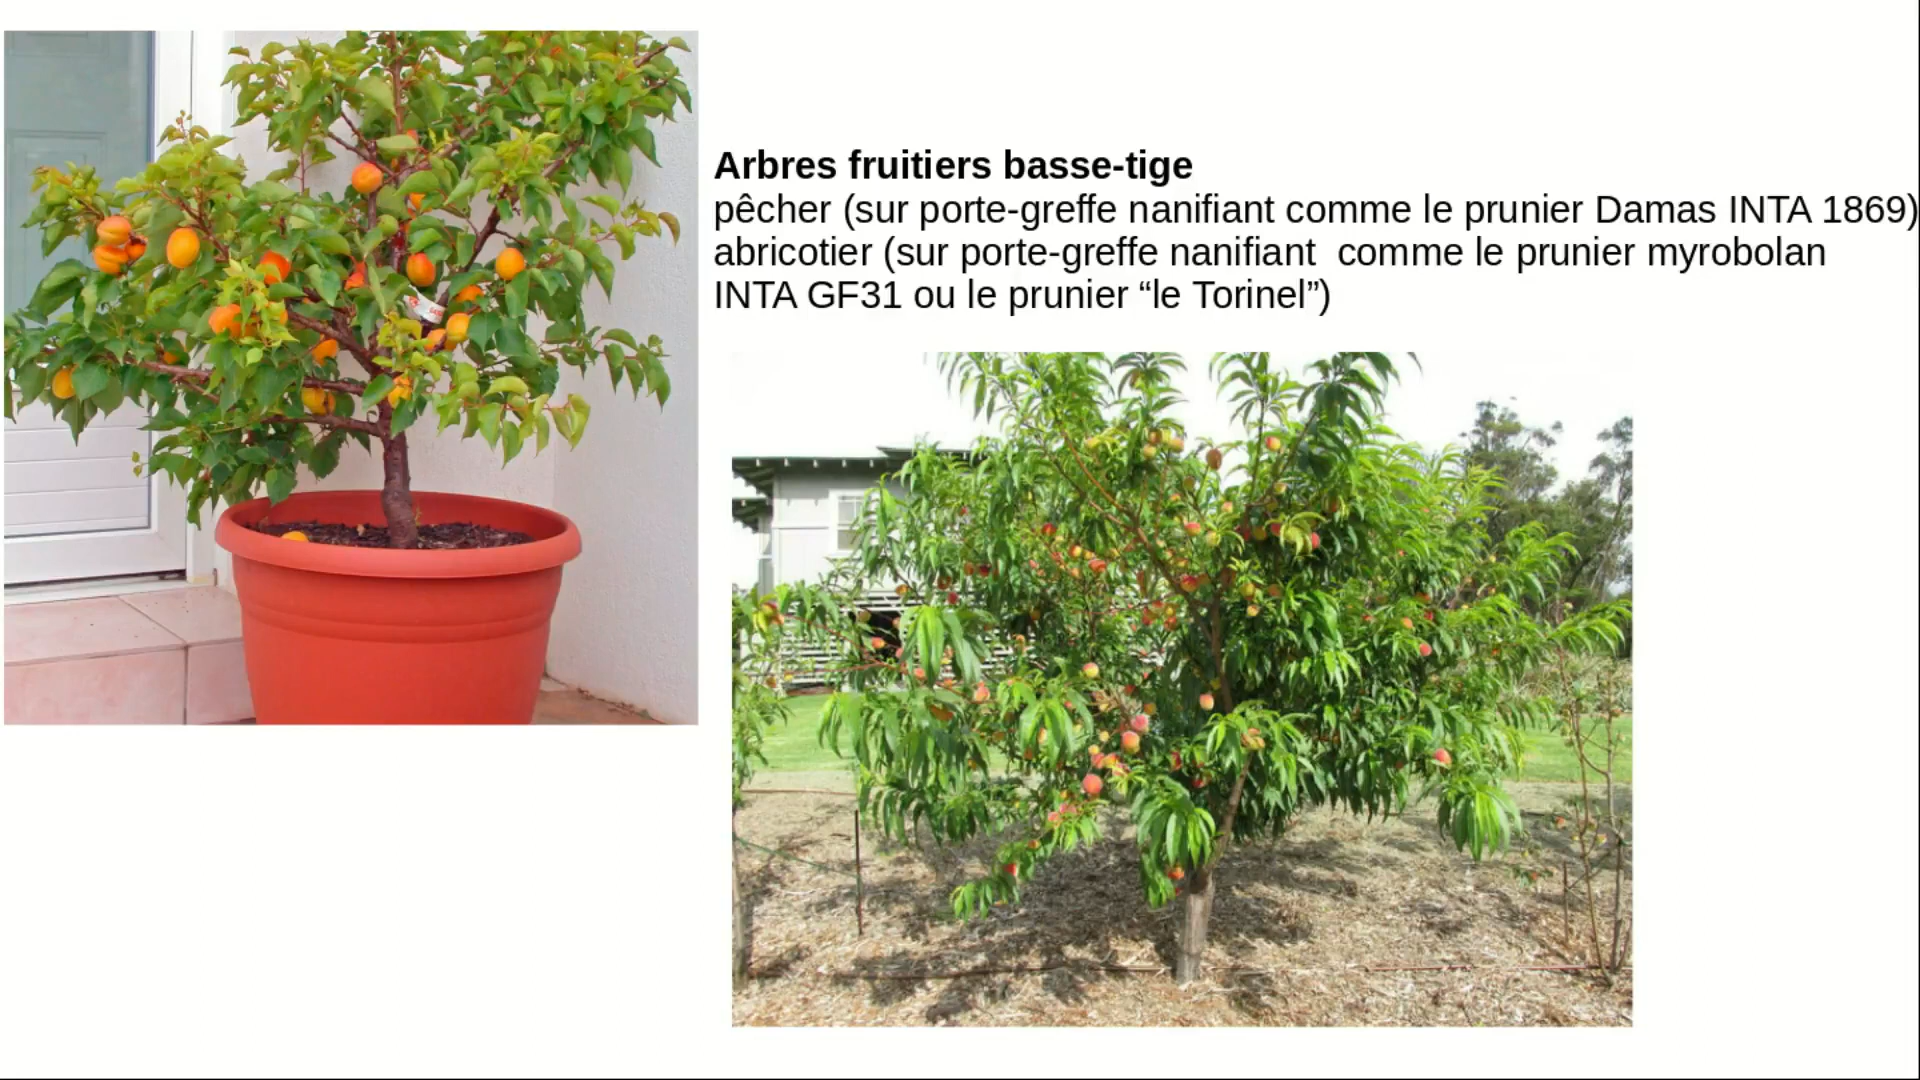 Arbres fruitiers basse-tige
pêcher (sur porte-greffe nanifiant comme le prunier Damas INTA 1869)
abricotier (sur porte-greffe nanifiant  comme le prunier myrobolan
INTA GF31 ou le prunier “le Torinel”)